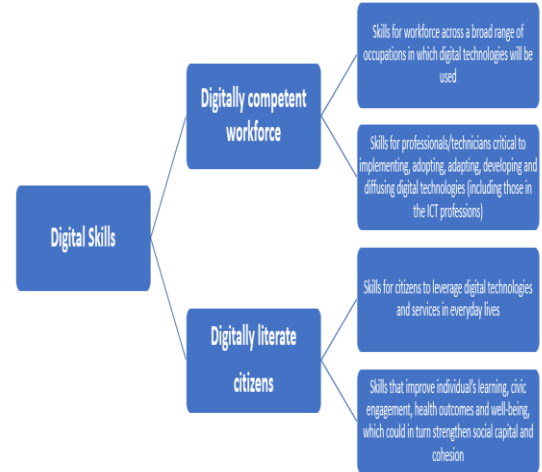 Digital Skills
Digitally competent
workforce
Skills for workforce across a broad range of
occupations in which digital technologies will be
used
Skills for professionals/technicians critical to
implementing, adopting, adapting, developing and
diffusing digital technologies (including those in
the ICT professions)
Digitally literate
citizens
Skills for citizens to leverage digital technologies
and services in everyday lives
Skills that improve individual's learning, civic
engagement, health outcomes and well-being,
which could in turn strengthen social capital and
cohesion